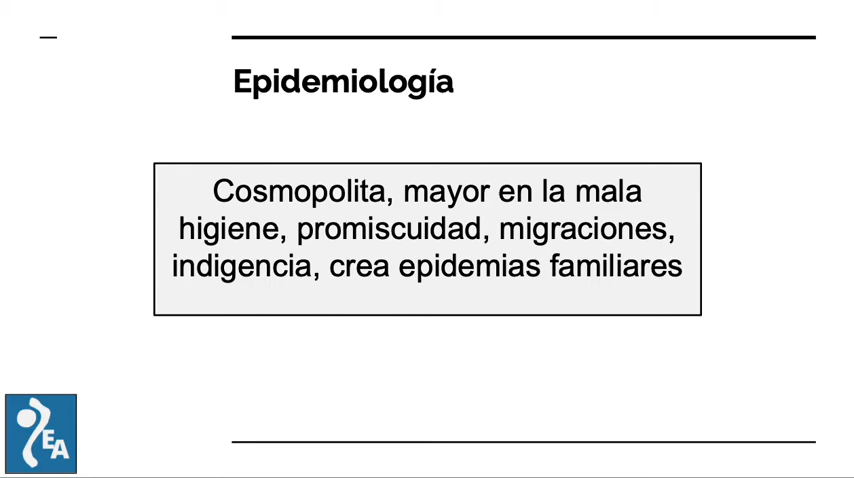 Epidemiología
Cosmopolita, mayor en la mala
higiene, promiscuidad, migraciones,
indigencia, crea epidemias familiares
EA